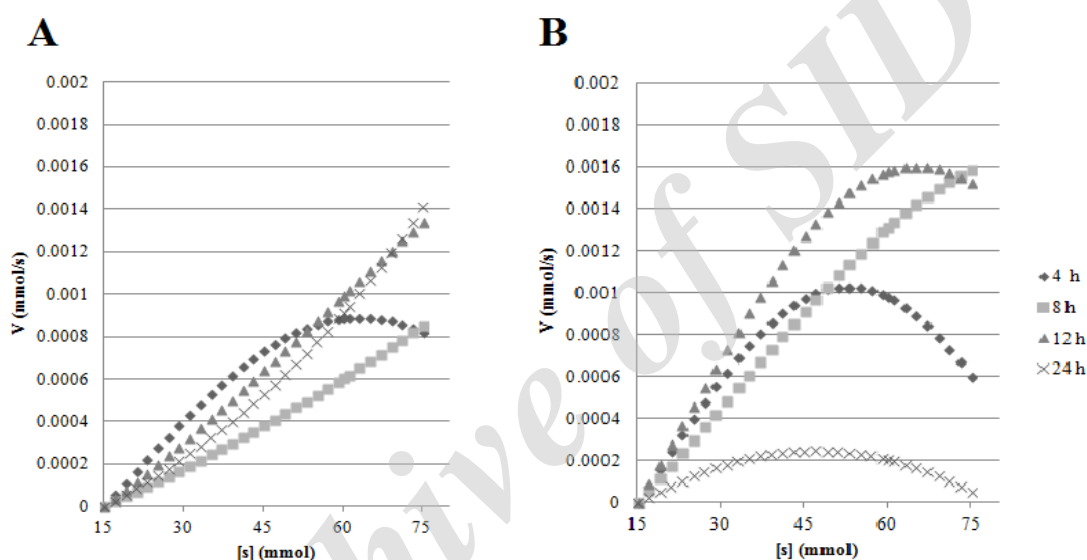 A
0.002
0.0018
0.0016
0.0014
0.0012
0.001
0.0008
0.0006
0.0004
0.0002
0
V (mmol/s)
15 30 45 60 75
[s] (mmol)
B
0.002
0.0018
0.0016
0.0014
0.0012
0.001
0.0008
0.0006
0.0004
0.0002
0
V (mmol/s)
15 30 45 60 75
[s] (mmol)
4 h
8 h
12 h
24 h
hive of SID